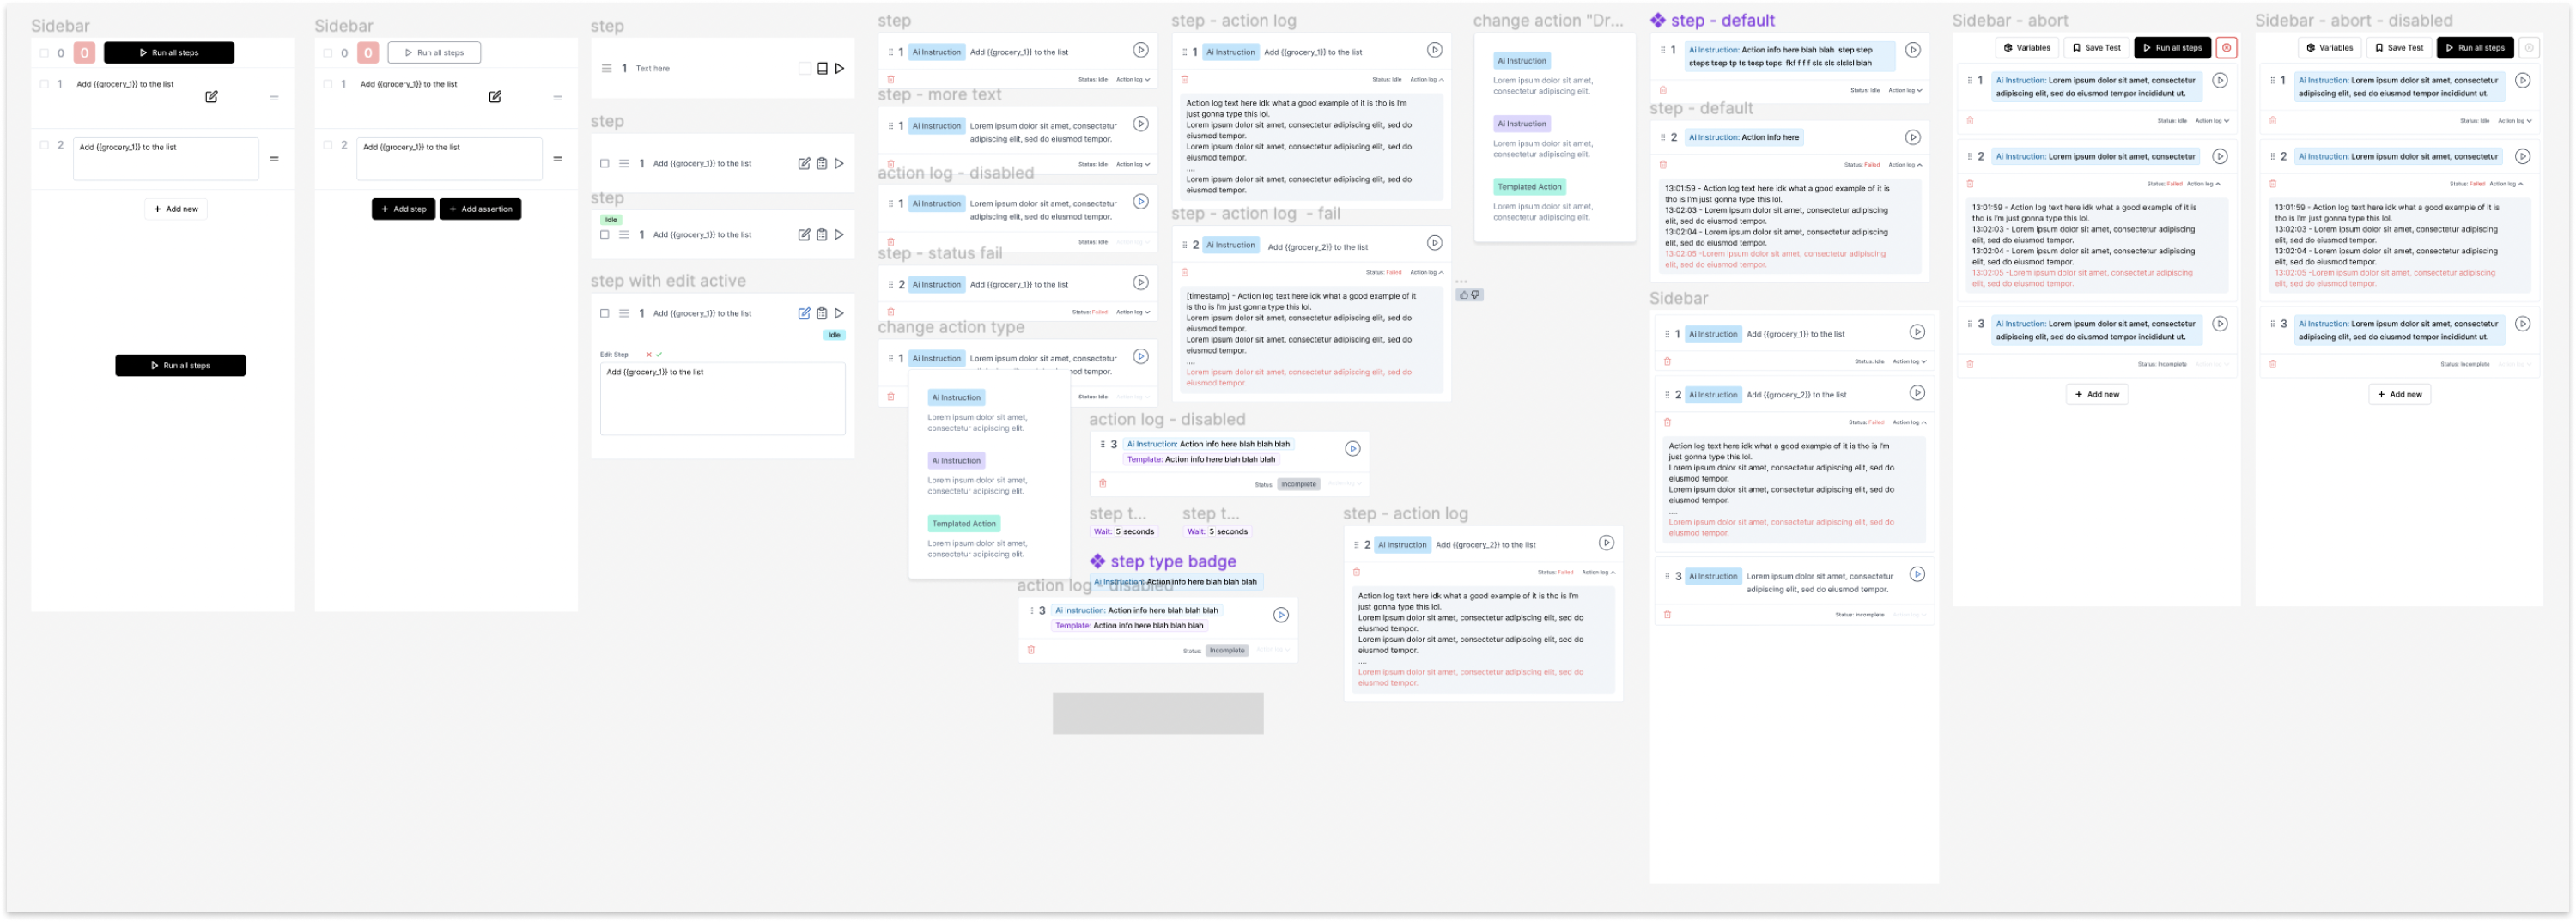 Sidebar
0 0 Run all steps
1 Add {{grocery_1}} to the list
2 Add {{grocery_1}} to the list
+ Add new
Run all steps
Sidebar
0 0 Run all steps
1 Add {{grocery_1}} to the list
2 Add {{grocery_1}} to the list
+ Add step + Add assertion
step
1 Text here
step
1 Add {{grocery_1}} to the list
step
Idle
1 Add {{grocery_1}} to the list
step with edit active
1 Add {{grocery_1}} to the list
Idle
Edit Step
Add {{grocery_1}} to the list
step
1 Ai Instruction Add {{grocery_1}} to the list
Status: Idle Action log
step - more text
1 Ai Instruction Lorem ipsum dolor sit amet, consectetur
adipiscing elit, sed do eiusmod tempor.
Status: Idle Action log
action log - disabled
1 Ai Instruction Lorem ipsum dolor sit amet, consectetur
adipiscing elit, sed do eiusmod tempor.
Status: Idle Action log
step - status fail
2 Ai Instruction Add {{grocery_1}} to the list
Status: Failed Action log
change action type
1 Ai Instruction Lorem ipsum dolor sit amet, consectetur
Status: Idle Action log
Ai Instruction
Lorem ipsum dolor sit amet,
consectetur adipiscing elit.
Ai Instruction
Lorem ipsum dolor sit amet,
consectetur adipiscing elit.
Templated Action
Lorem ipsum dolor sit amet,
consectetur adipiscing elit.
step - action log
1 Ai Instruction Add {{grocery_1}} to the list
Status: Idle Action log
Action log text here idk what a good example of it is tho is I'm
just gonna type this lol.
Lorem ipsum dolor sit amet, consectetur adipiscing elit, sed do
eiusmod tempor.
Lorem ipsum dolor sit amet, consectetur adipiscing elit, sed do
eiusmod tempor.
....
Lorem ipsum dolor sit amet, consectetur adipiscing elit, sed do
eiusmod tempor.
step - action log - fail
2 Ai Instruction Add {{grocery_2}} to the list
Status: Failed Action log
[timestamp] - Action log text here idk what a good example of it
is tho is I'm just gonna type this lol.
Lorem ipsum dolor sit amet, consectetur adipiscing elit, sed do
eiusmod tempor.
Lorem ipsum dolor sit amet, consectetur adipiscing elit, sed do
eiusmod tempor.
....
Lorem ipsum dolor sit amet, consectetur adipiscing elit, sed do
eiusmod tempor.
...
action log - disabled
3 Ai Instruction: Action info here blah blah blah
Template: Action info here blah blah blah
Status: Incomplete Action log
step t...
Wait: 5 seconds
step t...
Wait: 5 seconds
step type badge
Ai Instruction: Action info here blah blah blah
action log - disabled
3 Ai Instruction: Action info here blah blah blah
Template: Action info here blah blah blah
Status: Incomplete Action log
step - action log
2 Ai Instruction Add {{grocery_2}} to the list
Status: Failed Action log
Action log text here idk what a good example of it is tho is I'm
just gonna type this lol.
Lorem ipsum dolor sit amet, consectetur adipiscing elit, sed do
eiusmod tempor.
Lorem ipsum dolor sit amet, consectetur adipiscing elit, sed do
eiusmod tempor.
....
Lorem ipsum dolor sit amet, consectetur adipiscing elit, sed do
eiusmod tempor.
change action "Dr...
Ai Instruction
Lorem ipsum dolor sit amet,
consectetur adipiscing elit.
Ai Instruction
Lorem ipsum dolor sit amet,
consectetur adipiscing elit.
Templated Action
Lorem ipsum dolor sit amet,
consectetur adipiscing elit.
step - default
1 Ai Instruction: Action info here blah blah step step
steps tsep tp ts tesp tops fkf f f f sls sls slslsl blah
Status: Idle Action log
step - default
2 Ai Instruction: Action info here
Status: Failed Action log
13:01:59 - Action log text here idk what a good example of it is
tho is I'm just gonna type this lol.
13:02:03 - Lorem ipsum dolor sit amet, consectetur adipiscing
elit, sed do eiusmod tempor.
13:02:04 - Lorem ipsum dolor sit amet, consectetur adipiscing
elit, sed do eiusmod tempor.
13:02:05 -Lorem ipsum dolor sit amet, consectetur adipiscing
elit, sed do eiusmod tempor.
Sidebar
1 Ai Instruction Add {{grocery_1}} to the list
Status: Idle Action log
2 Ai Instruction Add {{grocery_2}} to the list
Status: Failed Action log
Action log text here idk what a good example of it is tho is I'm
just gonna type this lol.
Lorem ipsum dolor sit amet, consectetur adipiscing elit, sed do
eiusmod tempor.
Lorem ipsum dolor sit amet, consectetur adipiscing elit, sed do
eiusmod tempor.
....
Lorem ipsum dolor sit amet, consectetur adipiscing elit, sed do
eiusmod tempor.
3 Ai Instruction Lorem ipsum dolor sit amet, consectetur
adipiscing elit, sed do eiusmod tempor.
Status: Incomplete Action log
Sidebar - abort
Variables Save Test Run all steps
1 Ai Instruction: Lorem ipsum dolor sit amet, consectetur
adipiscing elit, sed do eiusmod tempor incididunt ut.
Status: Idle Action log
2 Ai Instruction: Lorem ipsum dolor sit amet, consectetur
Status: Failed Action log
13:01:59 - Action log text here idk what a good example of it is
tho is I'm just gonna type this lol.
13:02:03 - Lorem ipsum dolor sit amet, consectetur adipiscing
elit, sed do eiusmod tempor.
13:02:04 - Lorem ipsum dolor sit amet, consectetur adipiscing
elit, sed do eiusmod tempor.
13:02:05 -Lorem ipsum dolor sit amet, consectetur adipiscing
elit, sed do eiusmod tempor.
3 Ai Instruction: Lorem ipsum dolor sit amet, consectetur
adipiscing elit, sed do eiusmod tempor incididunt ut.
Status: Incomplete Action log
+ Add new
Sidebar - abort - disabled
Variables Save Test Run all steps
1 Ai Instruction: Lorem ipsum dolor sit amet, consectetur
adipiscing elit, sed do eiusmod tempor incididunt ut.
Status: Idle Action log
2 Ai Instruction: Lorem ipsum dolor sit amet, consectetur
Status: Failed Action log
13:01:59 - Action log text here idk what a good example of it is
tho is I'm just gonna type this lol.
13:02:03 - Lorem ipsum dolor sit amet, consectetur adipiscing
elit, sed do eiusmod tempor.
13:02:04 - Lorem ipsum dolor sit amet, consectetur adipiscing
elit, sed do eiusmod tempor.
13:02:05 -Lorem ipsum dolor sit amet, consectetur adipiscing
elit, sed do eiusmod tempor.
3 Ai Instruction: Lorem ipsum dolor sit amet, consectetur
adipiscing elit, sed do eiusmod tempor incididunt ut.
Status: Incomplete Action log
+ Add new